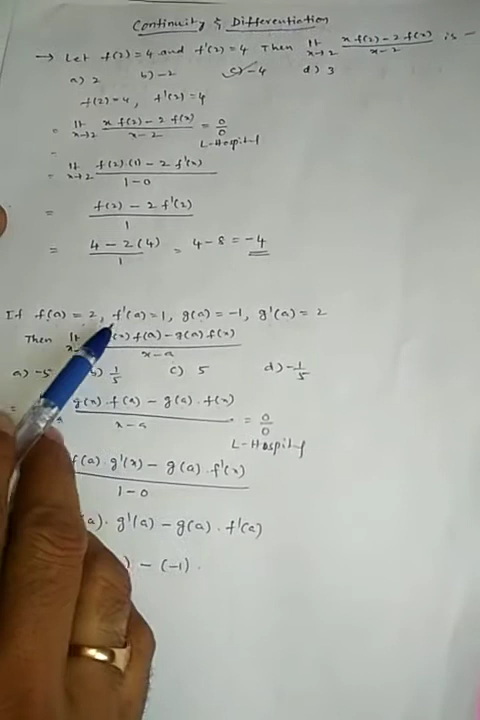 Continuity & Differentiation
→ Let f(2) = 4 and f'(2) = 4 Then lt x→2 x f(2) - 2 f(x) / x - 2 is -
a) 2 b) -2 c) -4 d) 3
f(2) = 4, f'(2) = 4
= lt x→2 x f(2) - 2 f(x) / x - 2 = 0/0
L-Hospital
= lt x→2 f(2).(1) - 2 f'(x) / 1 - 0
= f(2) - 2 f'(2) / 1
= 4 - 2(4) / 1 = 4 - 8 = -4
If f(a) = 2, f'(a) = 1, g(a) = -1, g'(a) = 2
Then lt (x) f(a) - g(a) f(x) / x - a
a) -5 b) 1/5 c) 5 d) -1/5
= g(x) . f(a) - g(a) . f(x) / x - a = 0/0
L-Hospital
f(a) . g'(x) - g(a) . f'(x) / 1 - 0
(a) . g'(a) - g(a) . f'(a)
) - (-1) .